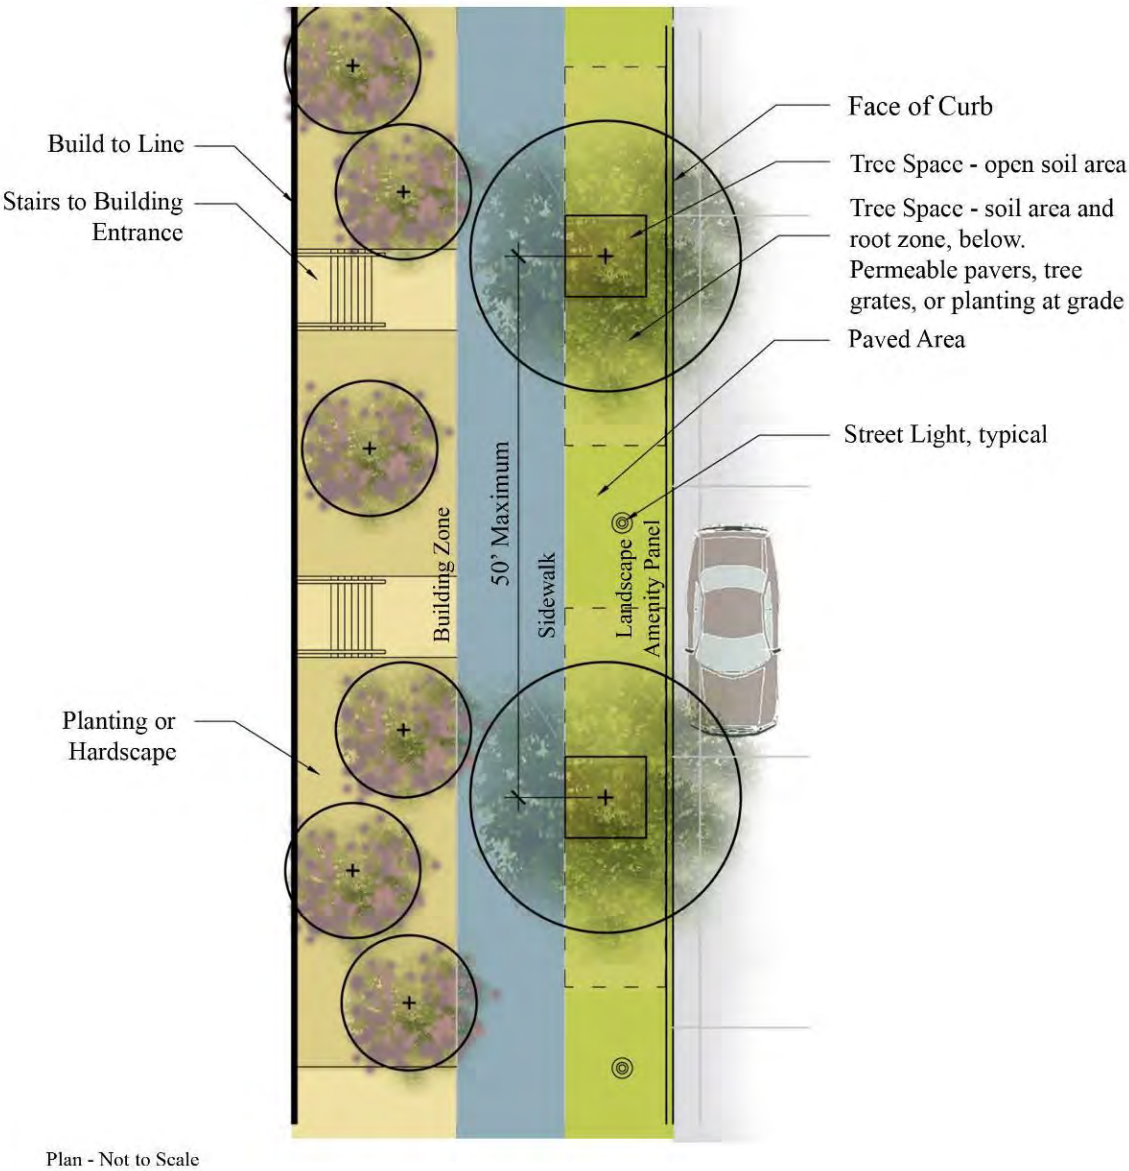 Face of Curb
Build to Line
Tree Space - open soil area
Stairs to Building
Entrance
Tree Space - soil area and
root zone, below.
Permeable pavers, tree
grates, or planting at grade
Paved Area
Street Light, typical
Building Zone
50’ Maximum
Sidewalk
Landscape
Amenity Panel
Planting or
Hardscape
Plan - Not to Scale